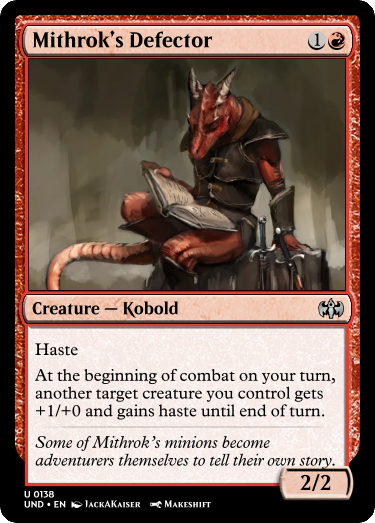 Mithrok's Defector 1
Creature — Kobold
Haste
At the beginning of combat on your turn,
another target creature you control gets
+1/+0 and gains haste until end of turn.
Some of Mithrok's minions become
adventurers themselves to tell their own story.
2/2
U 0138
UND • EN JackAKaiser Makeshift